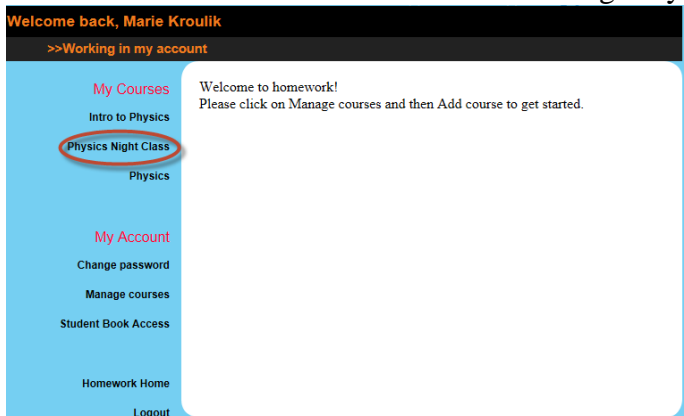 Welcome back, Marie Kroulik
>>Working in my account
My Courses
Intro to Physics
Physics Night Class
Physics
My Account
Change password
Manage courses
Student Book Access
Homework Home
Logout
Welcome to homework!
Please click on Manage courses and then Add course to get started.